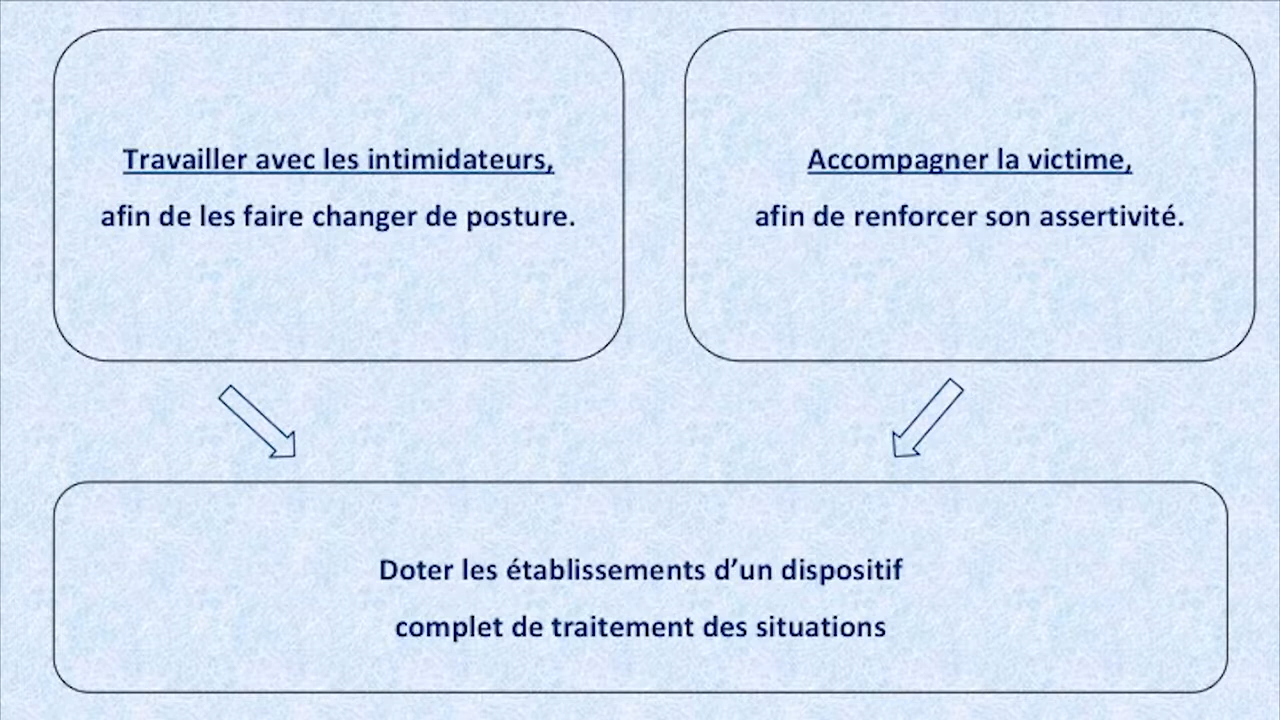 Travailler avec les intimidateurs,
afin de les faire changer de posture.
Accompagner la victime,
afin de renforcer son assertivité.
Doter les établissements d’un dispositif
complet de traitement des situations